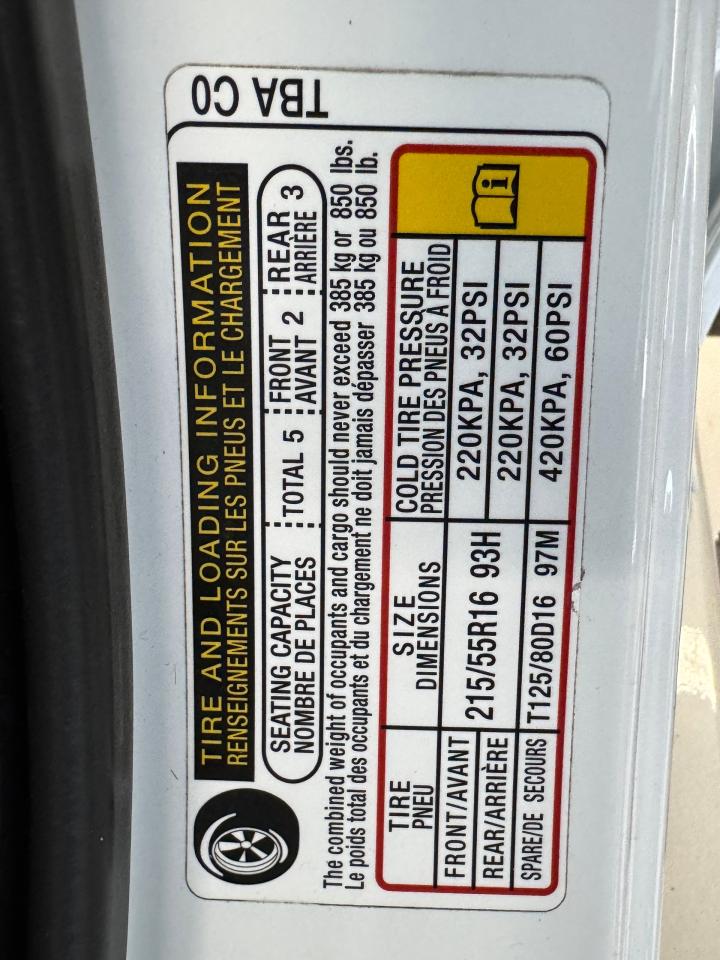 TIRE AND LOADING INFORMATION
RENSEIGNEMENTS SUR LES PNEUS ET LE CHARGEMENT
SEATING CAPACITY TOTAL 5 FRONT 2 REAR 3
NOMBRE DE PLACES AVANT ARRIÈRE
The combined weight of occupants and cargo should never exceed 385 kg or 850 lbs.
Le poids total des occupants et du chargement ne doit jamais dépasser 385 kg ou 850 lb.
TIRE SIZE COLD TIRE PRESSURE
PNEU DIMENSIONS PRESSION DES PNEUS À FROID
FRONT/AVANT 215/55R16 93H 220KPA, 32PSI
REAR/ARRIÈRE 220KPA, 32PSI
SPARE/DE SECOURS T125/80D16 97M 420KPA, 60PSI
TBA C0